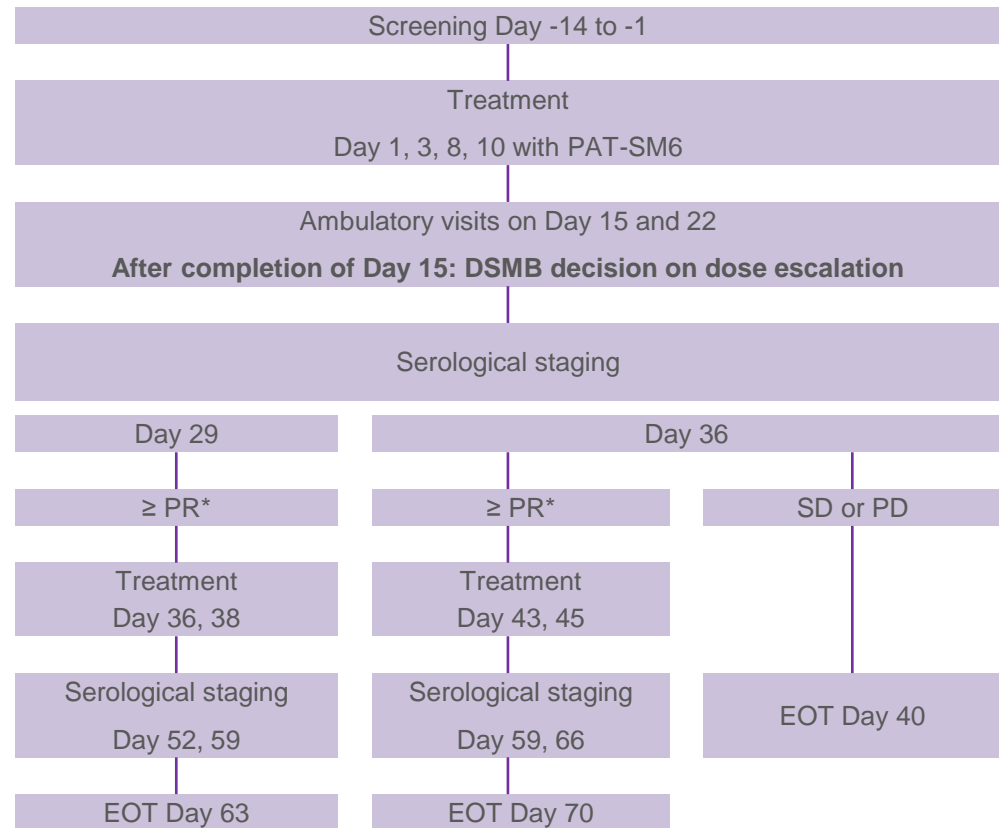 Screening Day -14 to -1
Treatment
Day 1, 3, 8, 10 with PAT-SM6
Ambulatory visits on Day 15 and 22
After completion of Day 15: DSMB decision on dose escalation
Serological staging
Day 29
≥ PR*
Treatment
Day 36, 38
Serological staging
Day 52, 59
EOT Day 63
Day 36
≥ PR*
Treatment
Day 43, 45
Serological staging
Day 59, 66
EOT Day 70
SD or PD
EOT Day 40